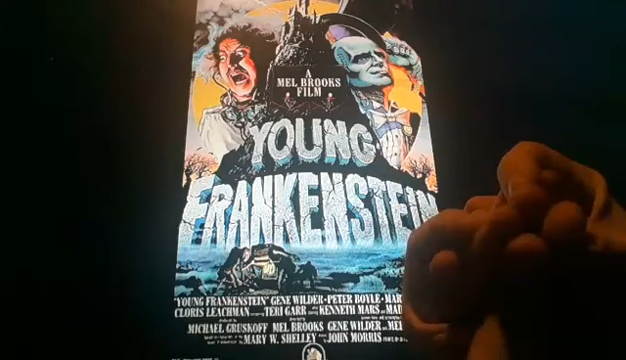 A
MEL BROOKS
FILM
YOUNG
FRANKENSTEIN
"YOUNG FRANKENSTEIN" GENE WILDER·PETER BOYLE·MAR
CLORIS LEACHMAN TERI GARR KENNETH MARS MAD
MICHAEL GRUSKOFF MEL BROOKS GENE WILDER MEL
MARY W. SHELLEY JOHN MORRIS